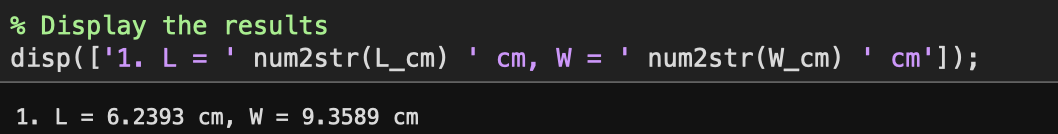 % Display the results
disp(['1. L = ' num2str(L_cm) ' cm, W = ' num2str(W_cm) ' cm']);
1. L = 6.2393 cm, W = 9.3589 cm